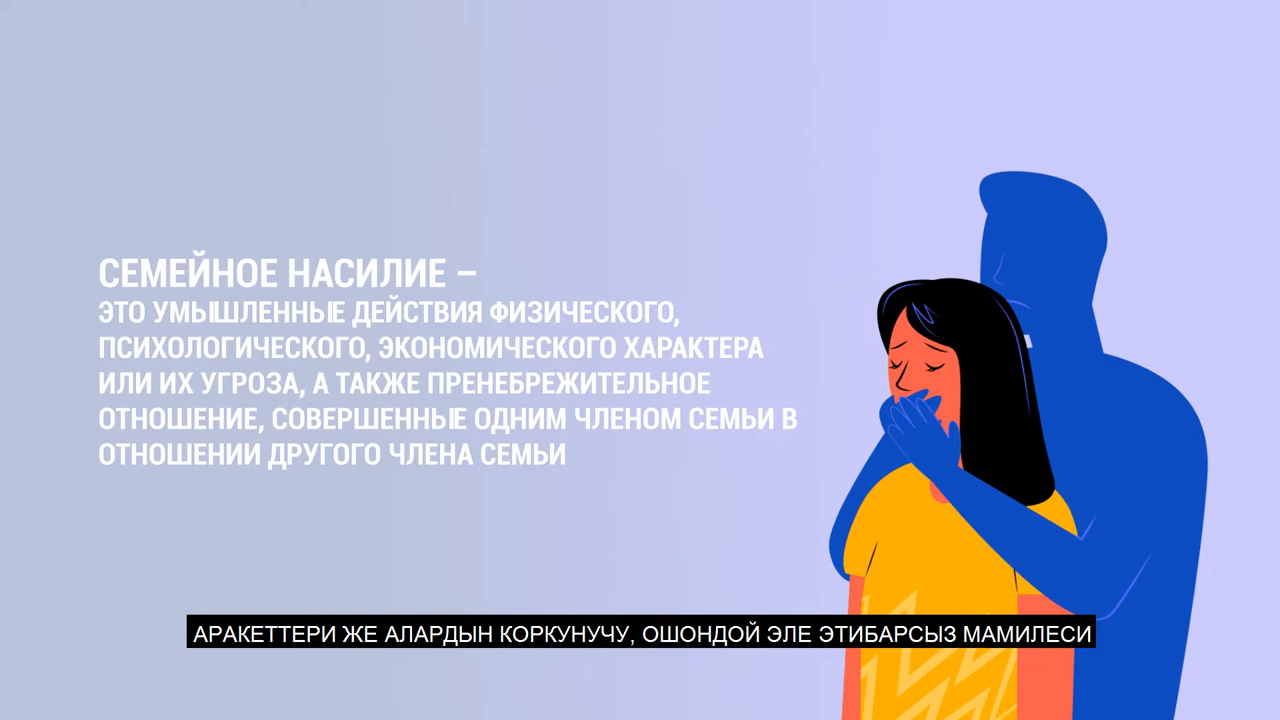 СЕМЕЙНОЕ НАСИЛИЕ –
ЭТО УМЫШЛЕННЫЕ ДЕЙСТВИЯ ФИЗИЧЕСКОГО,
ПСИХОЛОГИЧЕСКОГО, ЭКОНОМИЧЕСКОГО ХАРАКТЕРА
ИЛИ ИХ УГРОЗА, А ТАКЖЕ ПРЕНЕБРЕЖИТЕЛЬНОЕ
ОТНОШЕНИЕ, СОВЕРШЕННЫЕ ОДНИМ ЧЛЕНОМ СЕМЬИ В
ОТНОШЕНИИ ДРУГОГО ЧЛЕНА СЕМЬИ
АРАКЕТТЕРИ ЖЕ АЛАРДЫН КОРКУНУЧУ, ОШОНДОЙ ЭЛЕ ЭТИБАРСЫЗ МАМИЛЕСИ